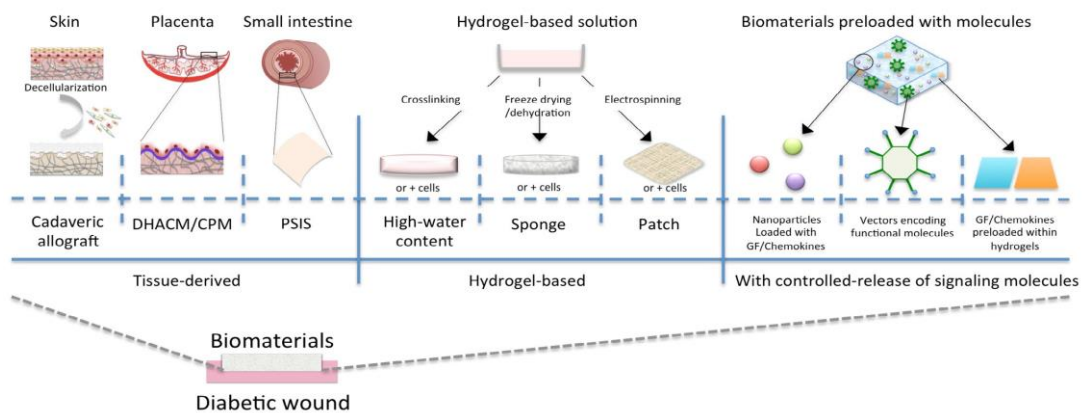 Skin
Placenta
Small intestine
Hydrogel-based solution
Biomaterials preloaded with molecules
Decellularization
Crosslinking
Freeze drying
/dehydration
Electrospinning
or + cells
or + cells
or + cells
Cadaveric
allograft
DHACM/CPM
PSIS
High-water
content
Sponge
Patch
Nanoparticles
Loaded with
GF/Chemokines
Vectors encoding
functional molecules
GF/Chemokines
preloaded within
hydrogels
Tissue-derived
Hydrogel-based
With controlled-release of signaling molecules
Biomaterials
Diabetic wound